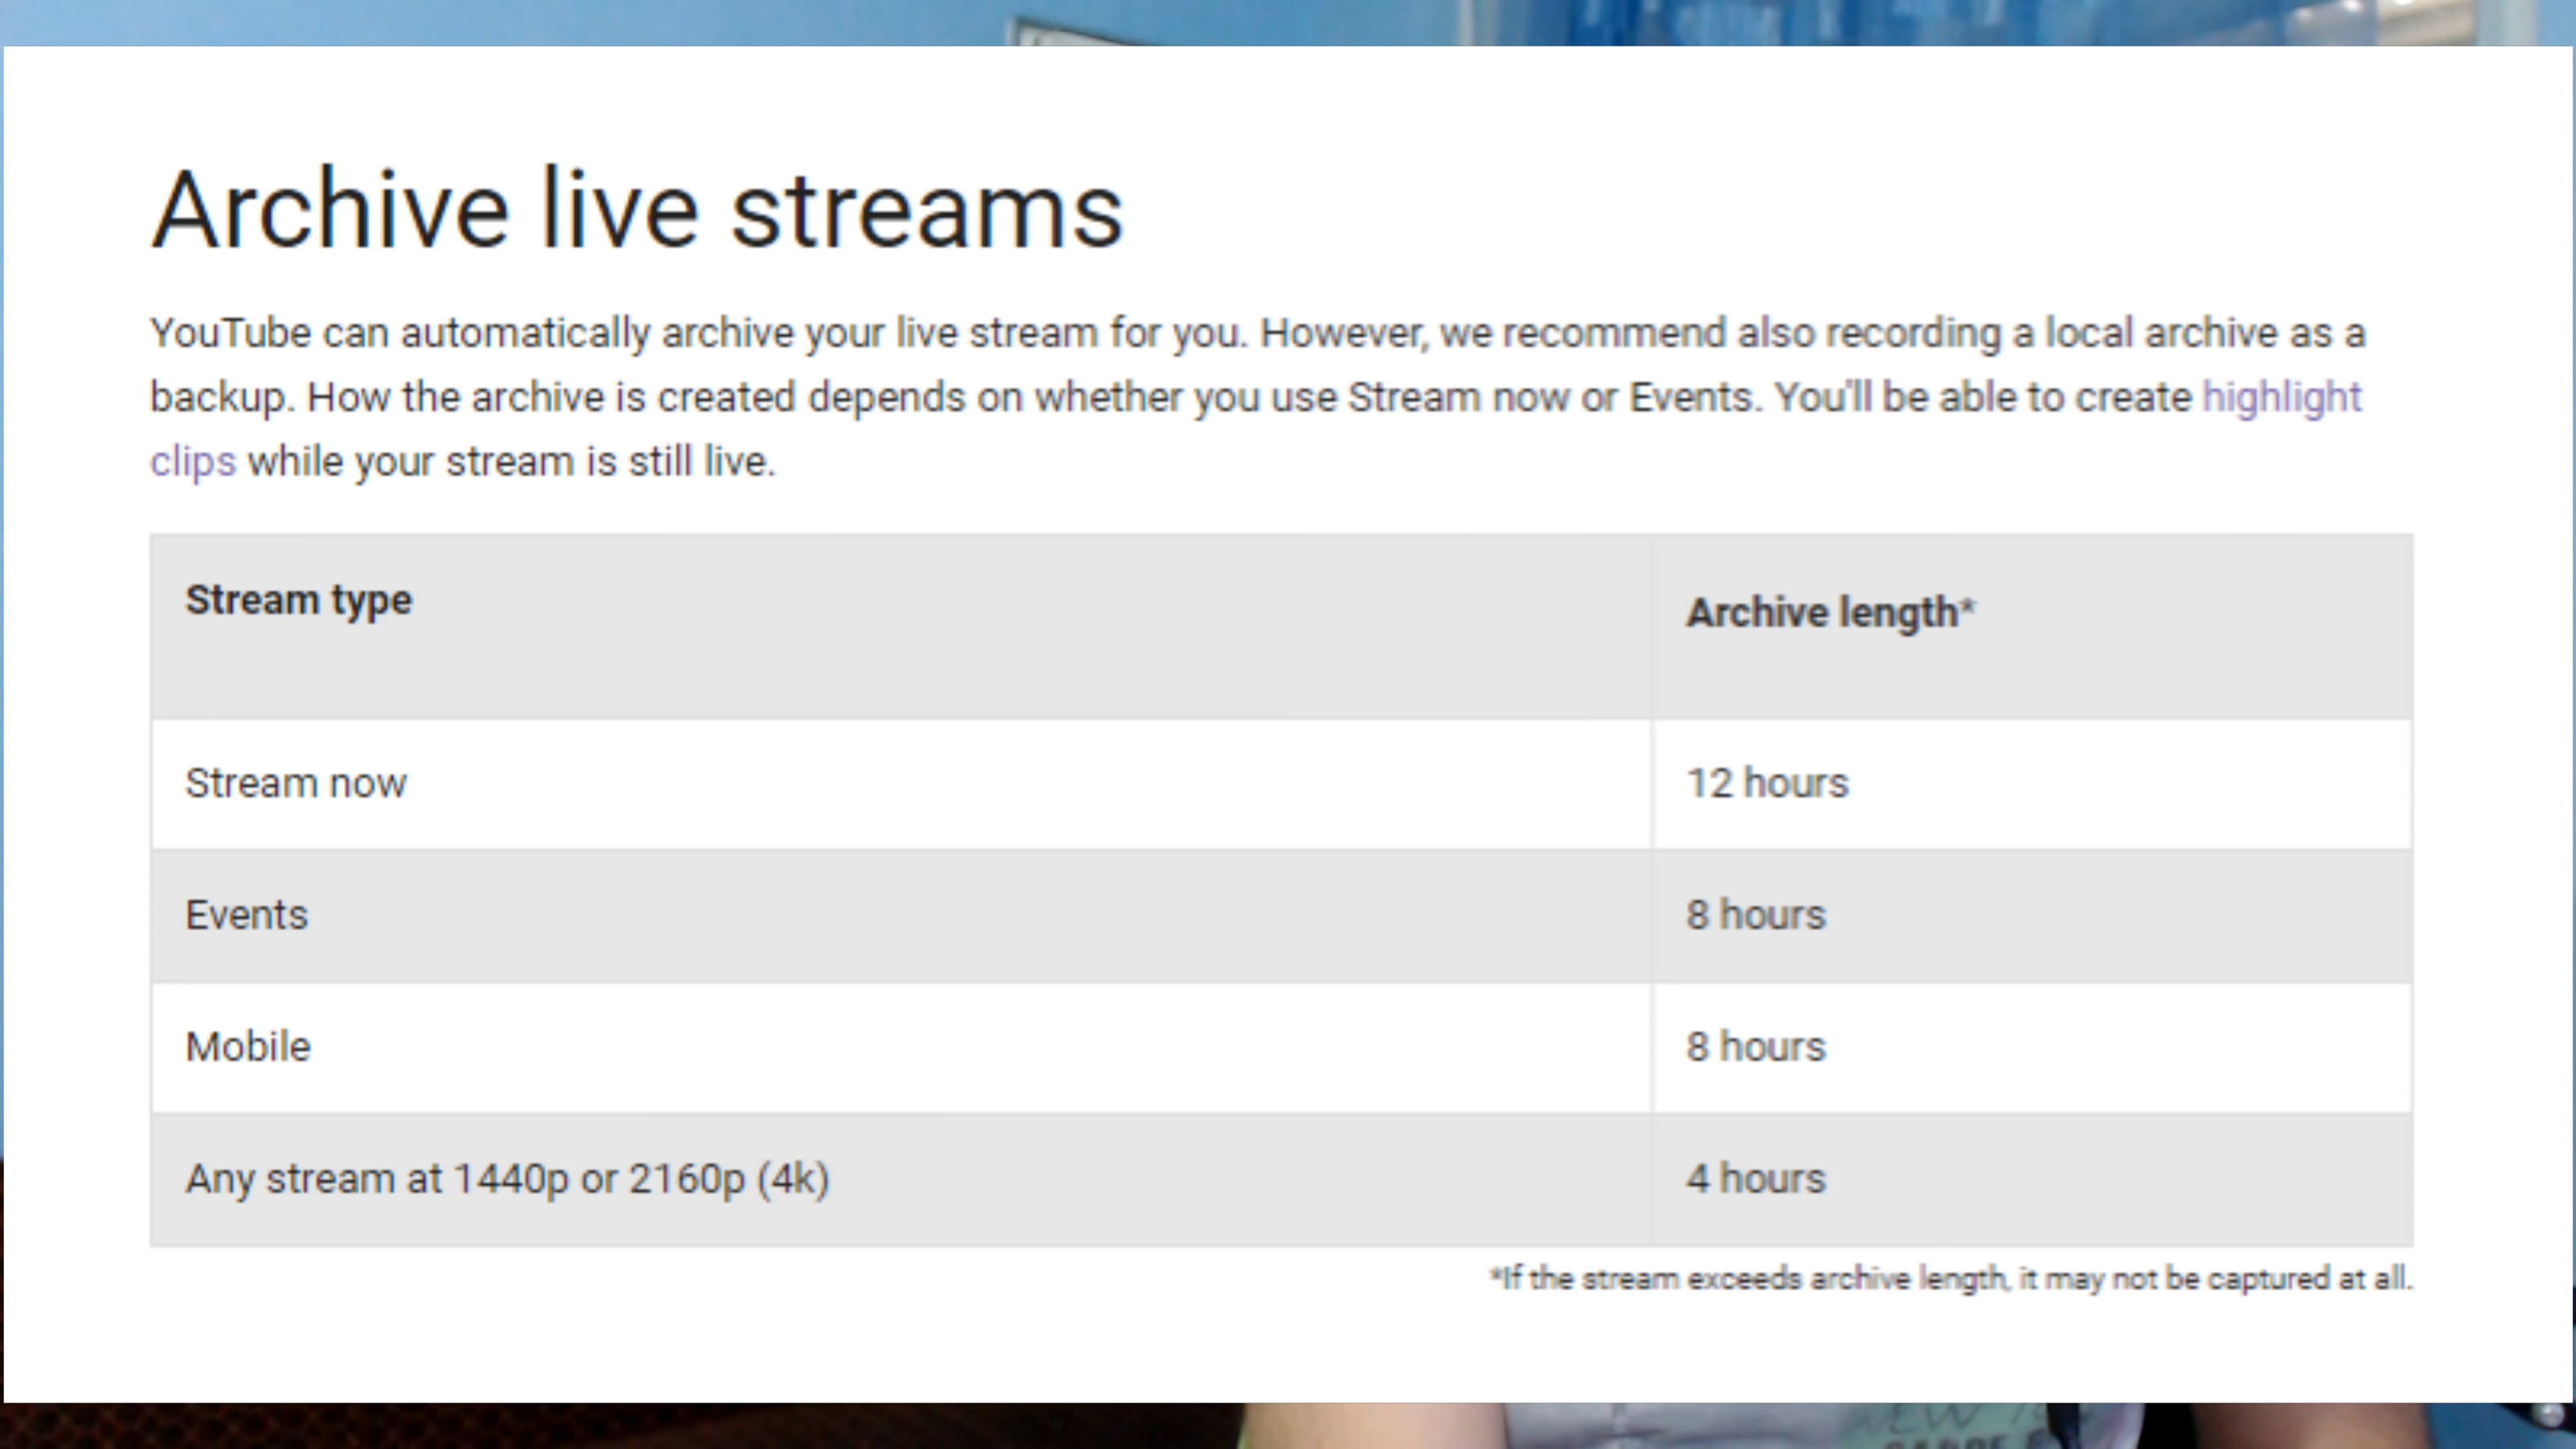 Archive live streams
YouTube can automatically archive your live stream for you. However, we recommend also recording a local archive as a
backup. How the archive is created depends on whether you use Stream now or Events. You'll be able to create highlight
clips while your stream is still live.
Stream type
Archive length*
Stream now
12 hours
Events
8 hours
Mobile
8 hours
Any stream at 1440p or 2160p (4k)
4 hours
*If the stream exceeds archive length, it may not be captured at all.